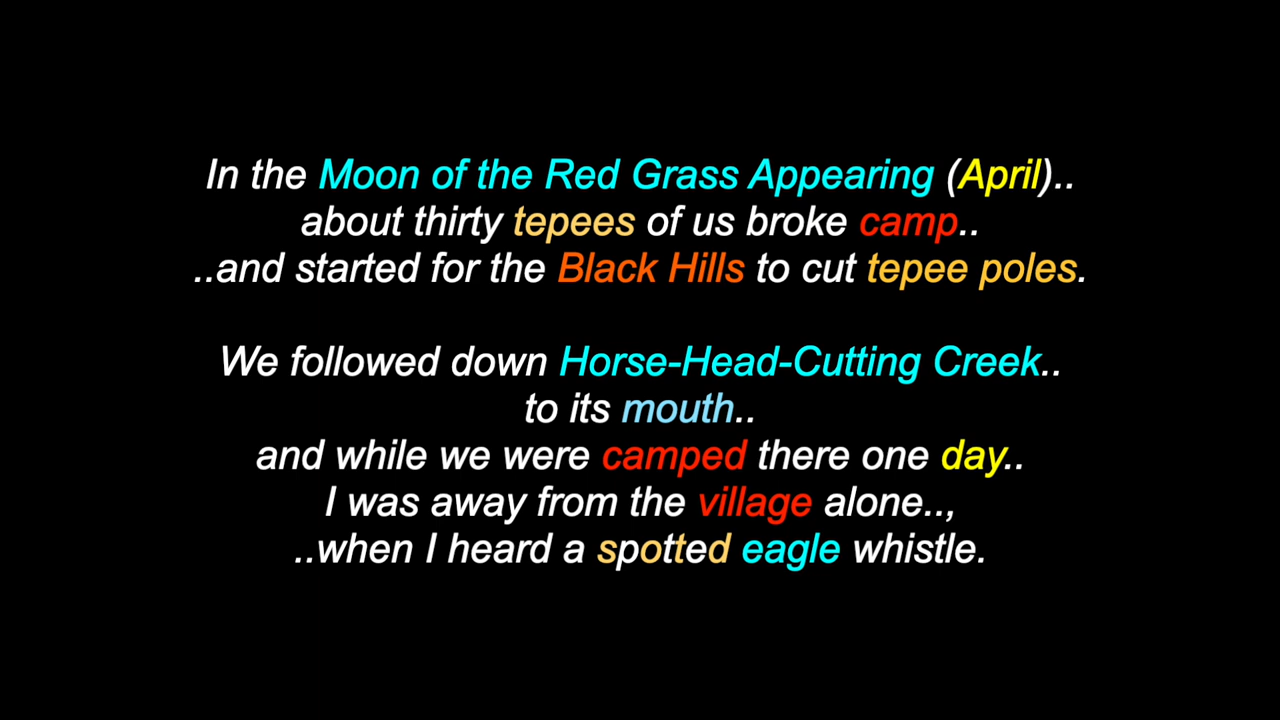 In the Moon of the Red Grass Appearing (April)..
about thirty tepees of us broke camp..
..and started for the Black Hills to cut tepee poles.
We followed down Horse-Head-Cutting Creek..
to its mouth..
and while we were camped there one day..
I was away from the village alone..,
..when I heard a spotted eagle whistle.